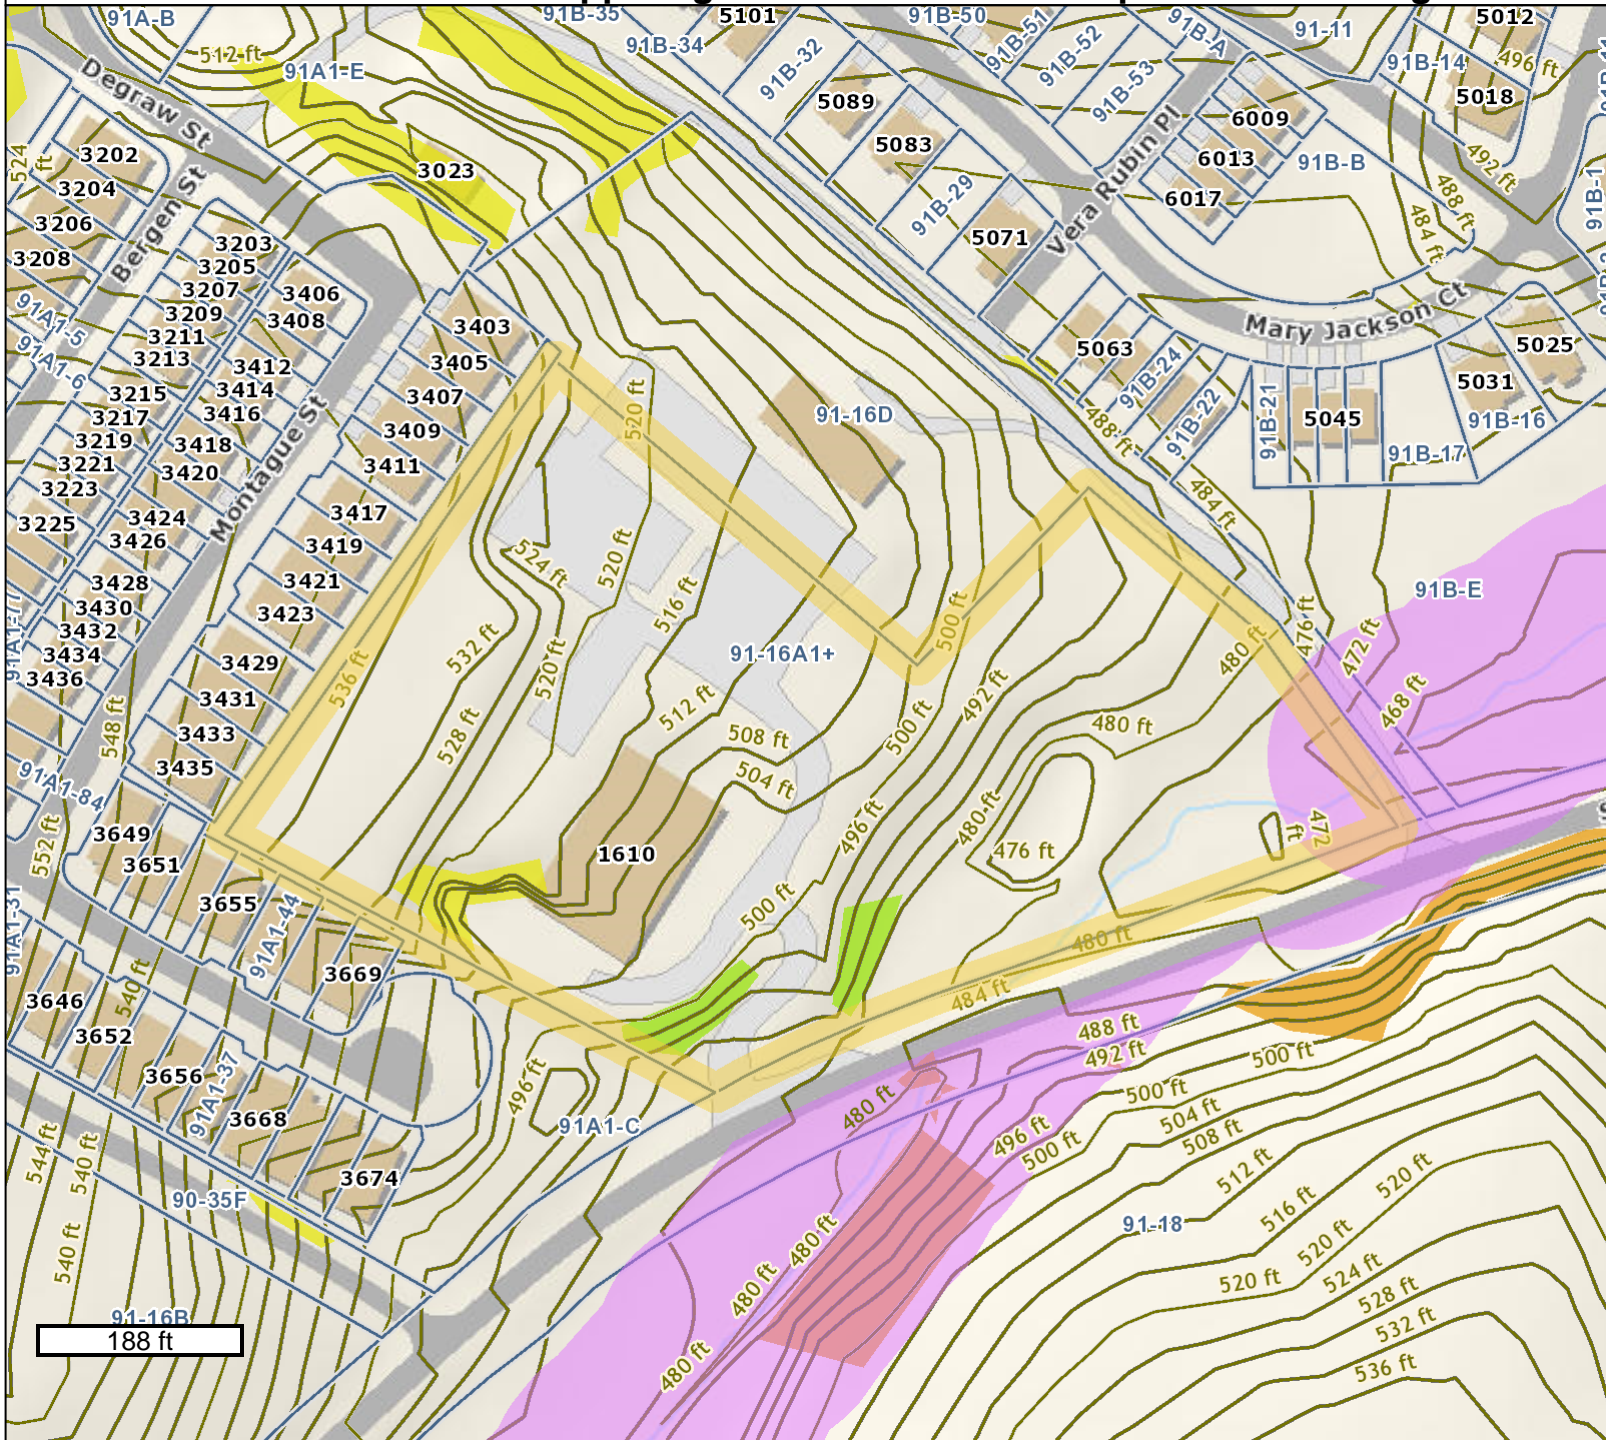 91A-B
91B-35
5101
91B-50
91B-51
91B-A
91-11
5012
512 ft
91A1-E
91B-34
91B-32
91B-52
91B-53
91B-14
496 ft
5018
Degraw St
5089
5083
6009
6013
6017
91B-B
492 ft
488 ft
484 ft
91B-1
524 ft
3202
3204
3206
3208
Bergen St
3023
91B-29
5071
Vera Rubin Pl
3203
3205
3207
3209
3211
3213
3215
3217
3219
3221
3223
3225
91A1-5
91A1-6
3406
3408
3412
3414
3416
3418
3420
3424
3426
3428
3430
3432
3434
3436
Montague St
3403
3405
3407
3409
3411
3417
3419
3421
3423
3429
3431
3433
3435
Mary Jackson Ct
5063
91B-24
91B-22
91B-21
5045
5025
5031
91B-16
91B-17
488 ft
484 ft
91-16D
520 ft
524 ft
520 ft
516 ft
500 ft
91B-E
532 ft
536 ft
520 ft
528 ft
91-16A1+
512 ft
508 ft
504 ft
500 ft
492 ft
480 ft
480 ft
476 ft
472 ft
468 ft
548 ft
91A1-84
552 ft
3649
3651
3655
91A1-44
3669
1610
496 ft
480 ft
476 ft
472 ft
500 ft
480 ft
484 ft
91A1-31
3646
3652
3656
91A1-37
3668
3674
540 ft
544 ft
540 ft
540 ft
496 ft
91A1-C
90-35F
91-16B
480 ft
488 ft
492 ft
496 ft
500 ft
500 ft
500 ft
504 ft
508 ft
512 ft
516 ft
520 ft
520 ft
520 ft
524 ft
528 ft
532 ft
536 ft
91-18
480 ft
480 ft
480 ft
188 ft